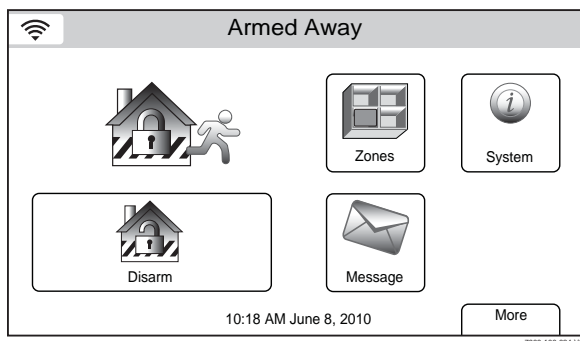 Armed Away
Zones
System
Disarm
Message
10:18 AM June 8, 2010
More